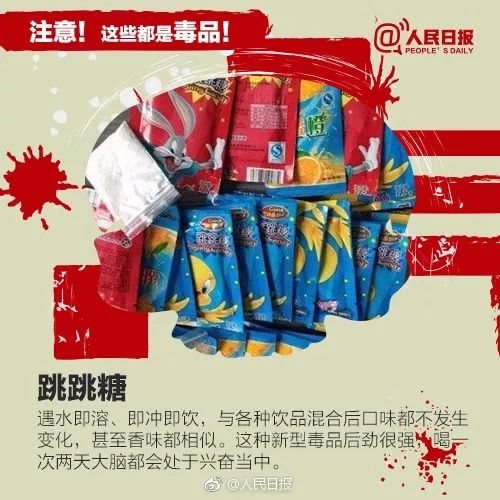 注意！这些都是毒品！
@人民日报
PEOPLE'S DAILY
橙
跳跳糖
跳跳糖
遇水即溶、即冲即饮，与各种饮品混合后口味都不发生
变化，甚至香味都相似。这种新型毒品后劲很强，喝一
次两天大脑都会处于兴奋当中。
@人民日报